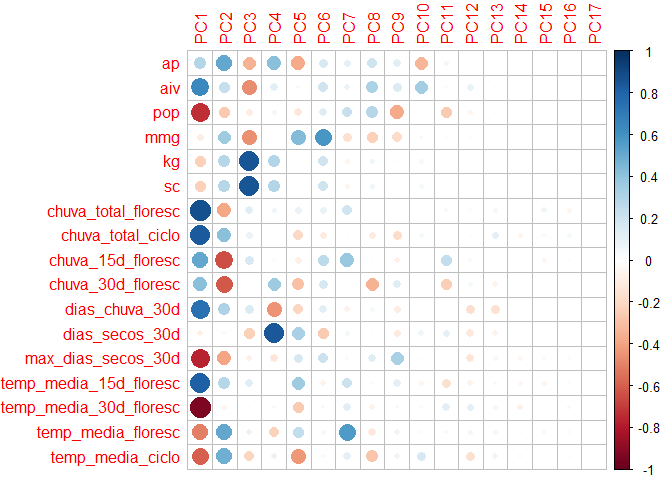 PC1 PC2 PC3 PC4 PC5 PC6 PC7 PC8 PC9 PC10 PC11 PC12 PC13 PC14 PC15 PC16 PC17
ap
aiv
pop
mmg
kg
sc
chuva_total_floresc
chuva_total_ciclo
chuva_15d_floresc
chuva_30d_floresc
dias_chuva_30d
dias_secos_30d
max_dias_secos_30d
temp_media_15d_floresc
temp_media_30d_floresc
temp_media_floresc
temp_media_ciclo
1
0.8
0.6
0.4
0.2
0
-0.2
-0.4
-0.6
-0.8
-1